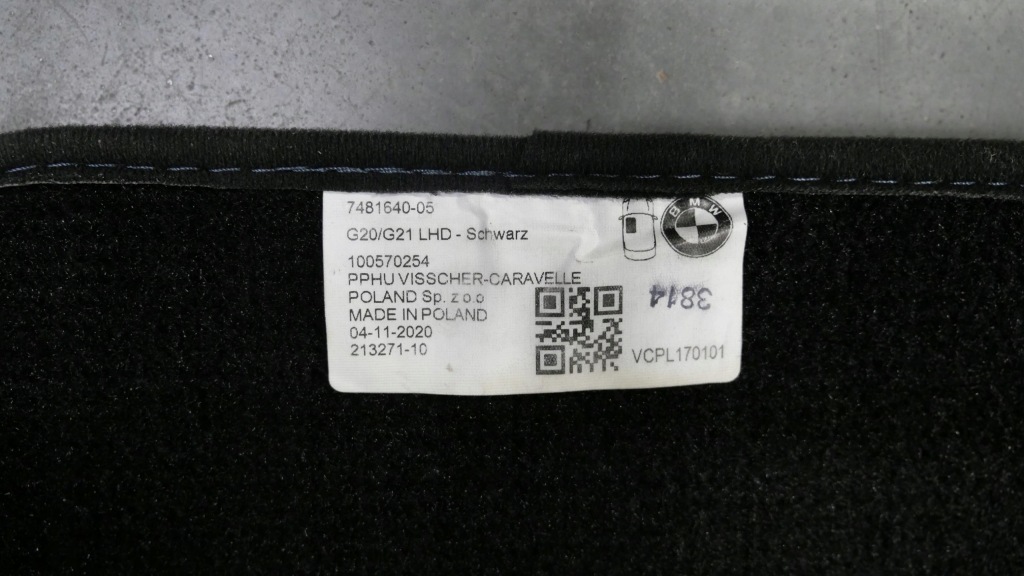 7481640-05
G20/G21 LHD - Schwarz
100570254
PPHU VISSCHER-CARAVELLE
POLAND Sp. z o.o
MADE IN POLAND
04-11-2020
213271-10
BMW
3814
VCPL170101